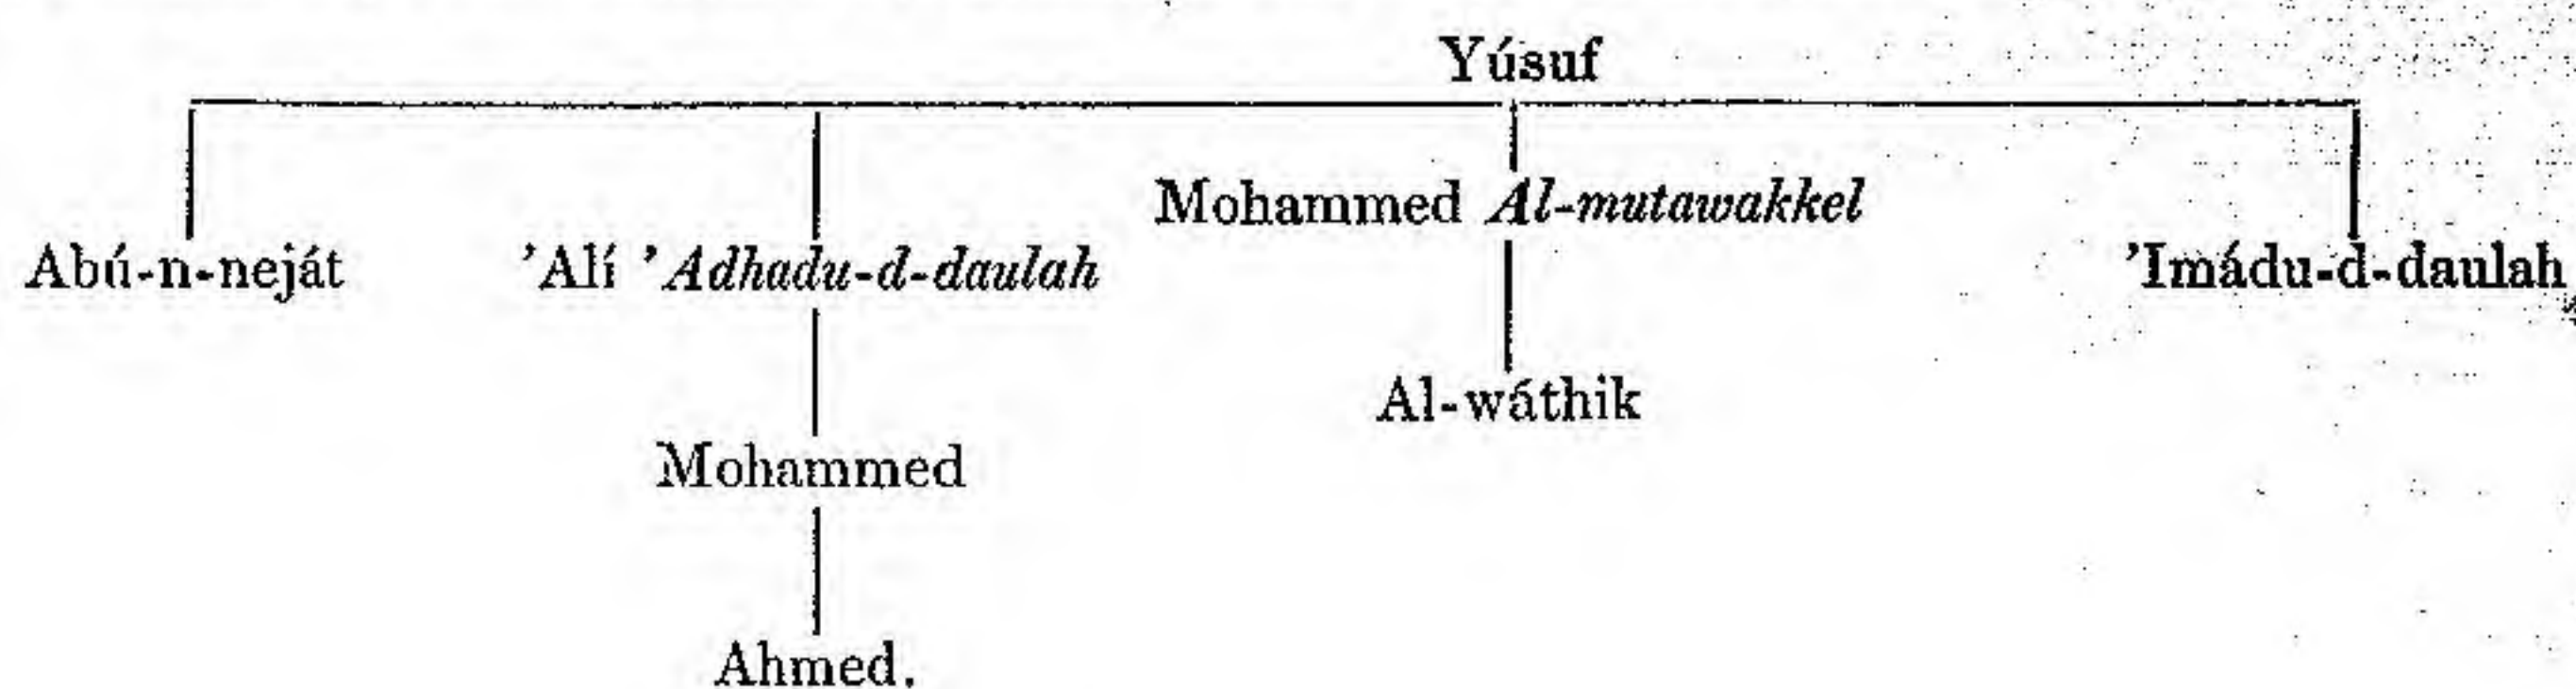 Yúsuf
Mohammed Al-mutawakkel
Abú-n-neját ’Alí ’Adhadu-d-daulah ’Imádu-d-daulah
Al-wáthik
Mohammed
Ahmed.